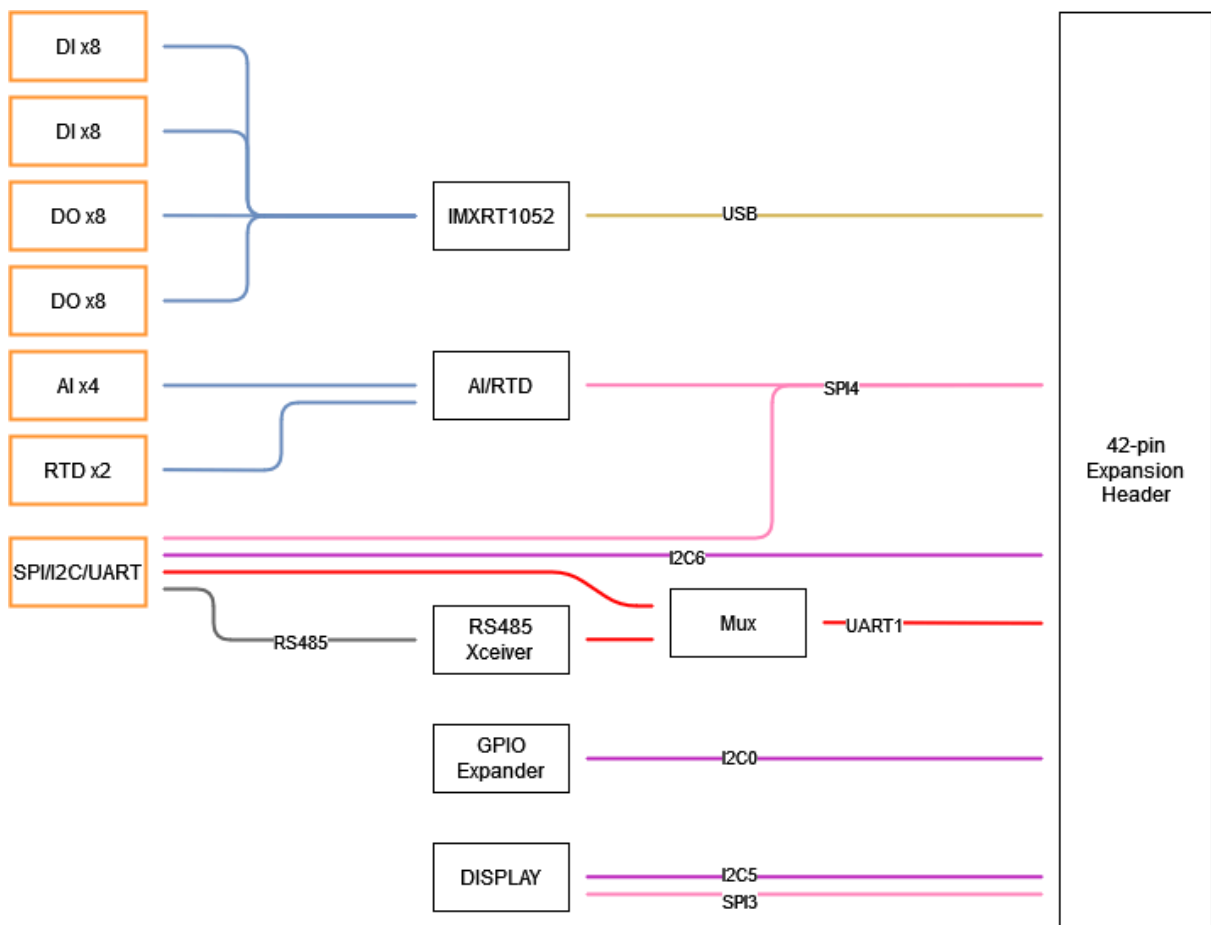 DI x8
DI x8
DO x8
IMXRT1052
USB
DO x8
AI x4
AI/RTD
SPI4
RTD x2
42-pin
Expansion
Header
SPI/I2C/UART
I2C6
RS485
RS485
Xceiver
Mux
UART1
GPIO
Expander
I2C0
DISPLAY
I2C5
SPI3